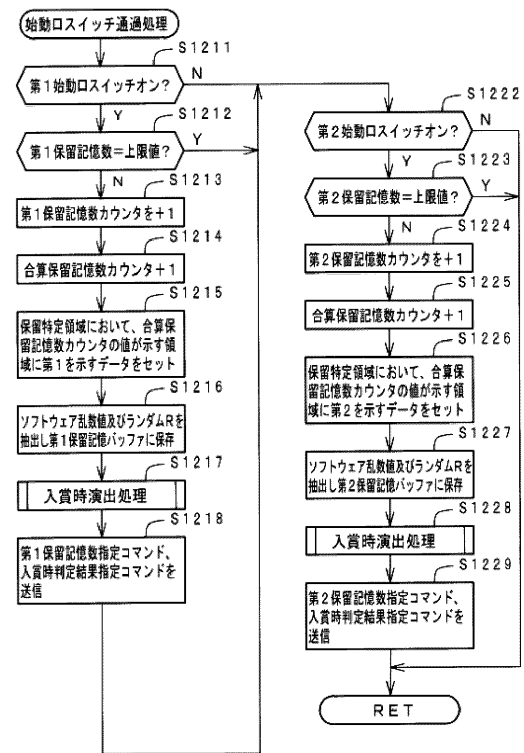 始動口スイッチ通過処理
S1211
第1始動口スイッチオン?
N
Y
S1212
第1保留記憶数=上限値?
Y
N
S1213
第1保留記憶数カウンタを+1
S1214
合算保留記憶数カウンタ+1
S1215
保留特定領域において、合算保
留記憶数カウンタの値が示す領
域に第1を示すデータをセット
S1216
ソフトウェア乱数値及びランダムRを
抽出し第1保留記憶バッファに保存
S1217
入賞時演出処理
S1218
第1保留記憶数指定コマンド、
入賞時判定結果指定コマンドを
送信
S1222
第2始動口スイッチオン?
N
Y
S1223
第2保留記憶数=上限値?
Y
N
S1224
第2保留記憶数カウンタを+1
S1225
合算保留記憶数カウンタ+1
S1226
保留特定領域において、合算保
留記憶数カウンタの値が示す領
域に第2を示すデータをセット
S1227
ソフトウェア乱数値及びランダムRを
抽出し第2保留記憶バッファに保存
S1228
入賞時演出処理
S1229
第2保留記憶数指定コマンド、
入賞時判定結果指定コマンドを
送信
RET